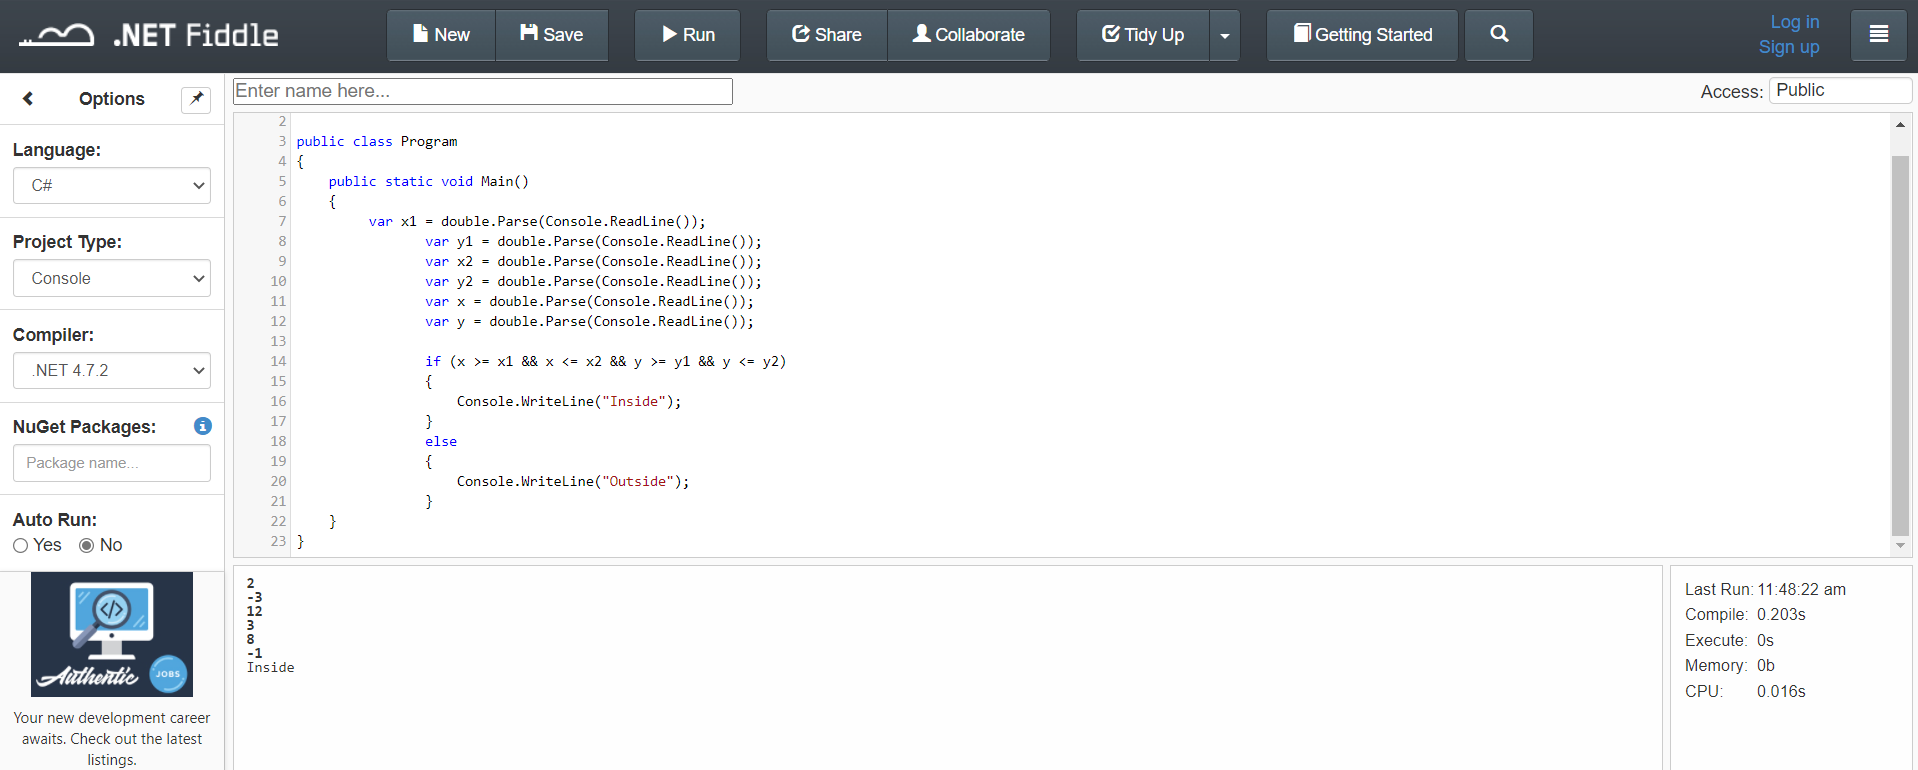 .NET Fiddle
New Save Run Share Collaborate Tidy Up Getting Started
Log in
Sign up
Options
Enter name here...
Access: Public
Language:
C#
Project Type:
Console
Compiler:
.NET 4.7.2
NuGet Packages:
Package name...
Auto Run:
Yes No
Authentic JOBS
Your new development career
awaits. Check out the latest
listings.
2
3 public class Program
4 {
5     public static void Main()
6     {
7          var x1 = double.Parse(Console.ReadLine());
8                 var y1 = double.Parse(Console.ReadLine());
9                 var x2 = double.Parse(Console.ReadLine());
10                 var y2 = double.Parse(Console.ReadLine());
11                 var x = double.Parse(Console.ReadLine());
12                 var y = double.Parse(Console.ReadLine());
13
14                 if (x >= x1 && x <= x2 && y >= y1 && y <= y2)
15                 {
16                     Console.WriteLine("Inside");
17                 }
18                 else
19                 {
20                     Console.WriteLine("Outside");
21                 }
22     }
23 }
2
-3
12
3
8
-1
Inside
Last Run: 11:48:22 am
Compile: 0.203s
Execute: 0s
Memory: 0b
CPU: 0.016s